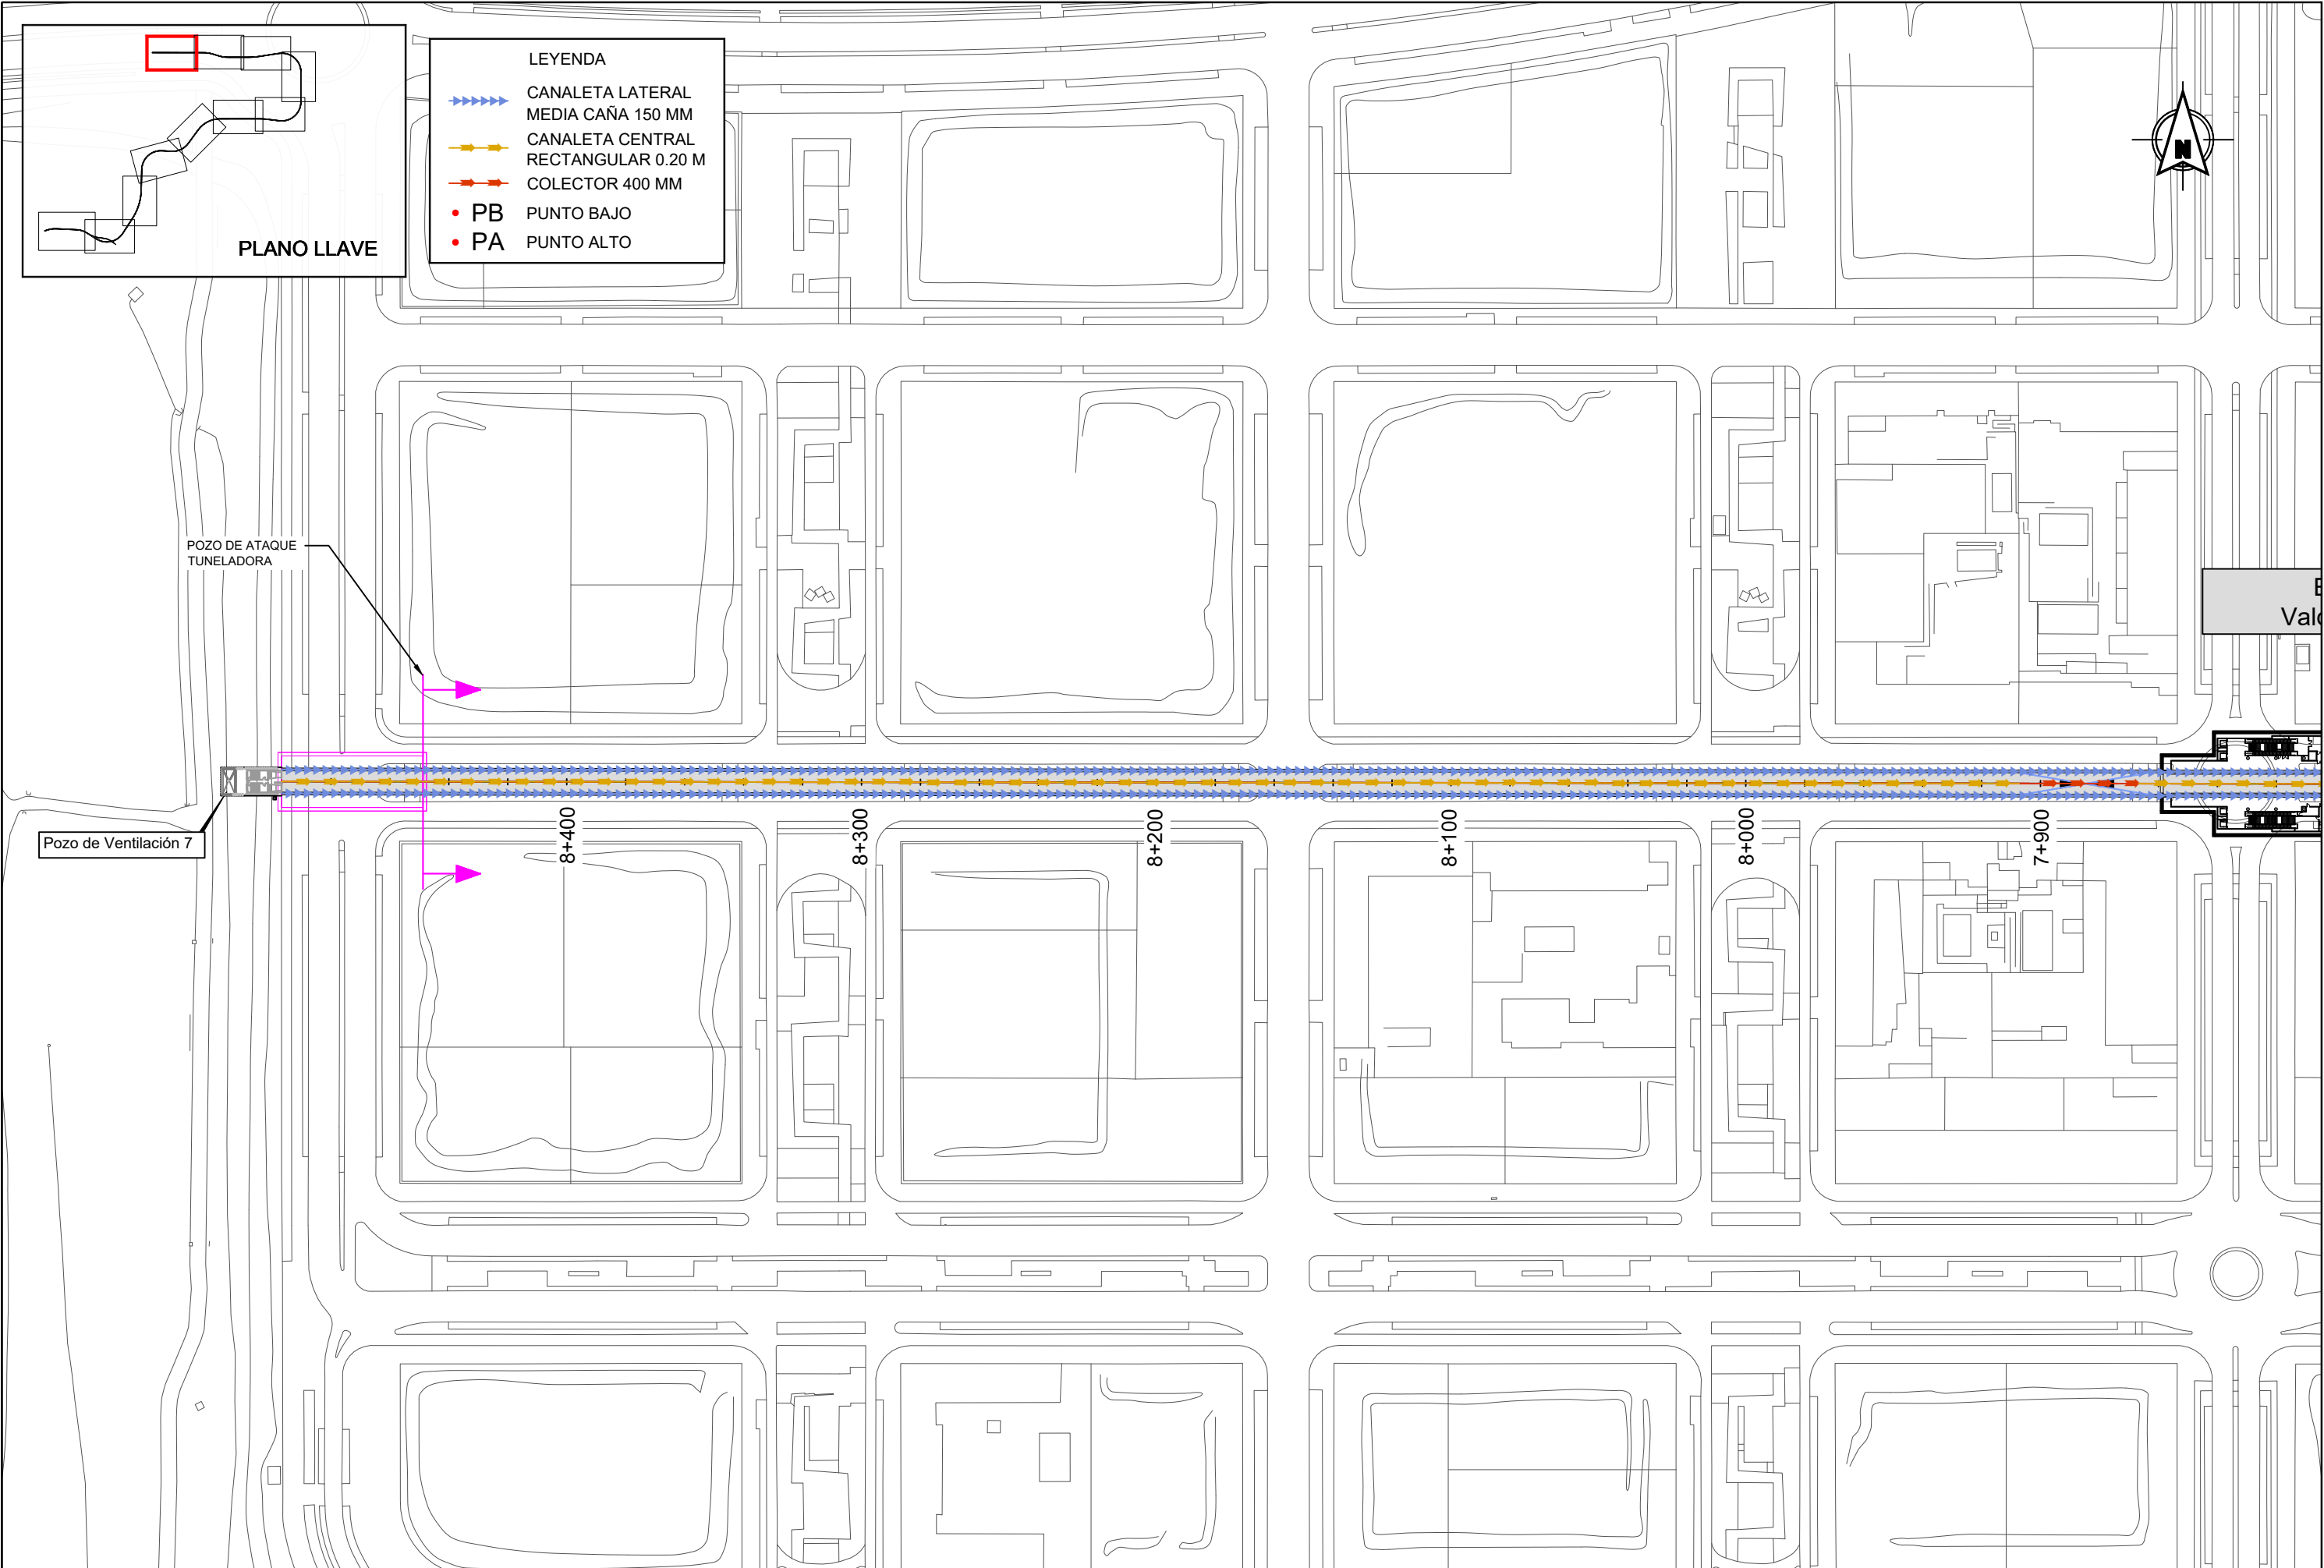 PLANO LLAVE
LEYENDA
CANALETA LATERAL
MEDIA CAÑA 150 MM
CANALETA CENTRAL
RECTANGULAR 0.20 M
COLECTOR 400 MM
PB PUNTO BAJO
PA PUNTO ALTO
N
POZO DE ATAQUE
TUNELADORA
Pozo de Ventilación 7
8+400
8+300
8+200
8+100
8+000
7+900